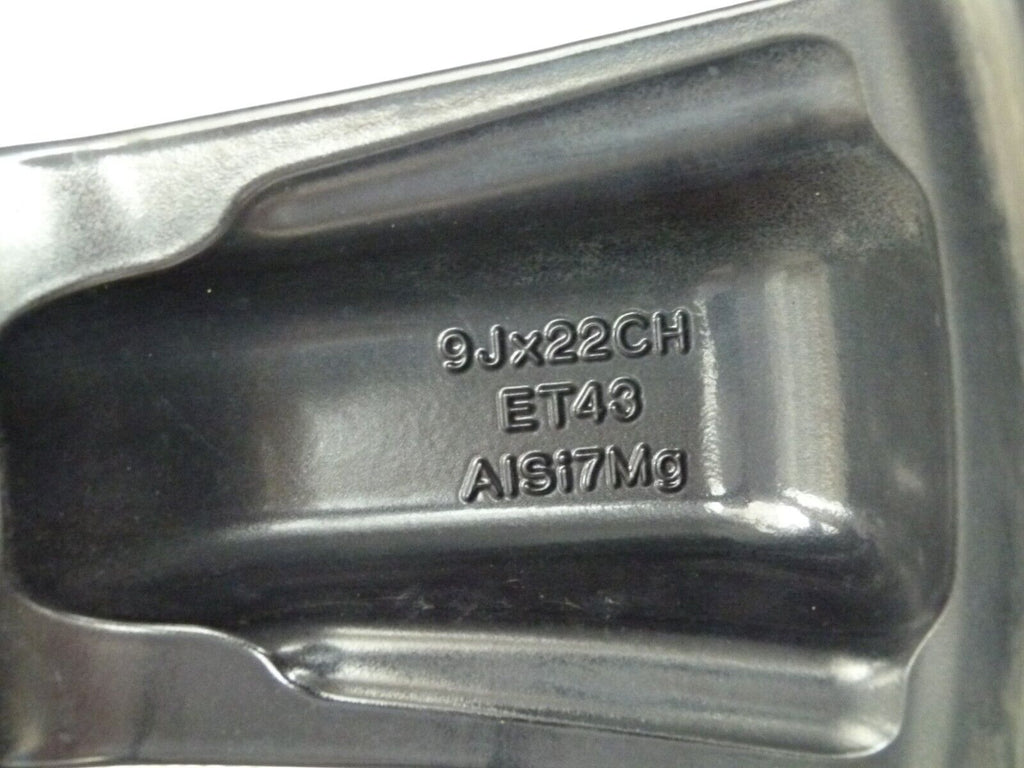 9Jx22CH
ET43
AlSi7Mg